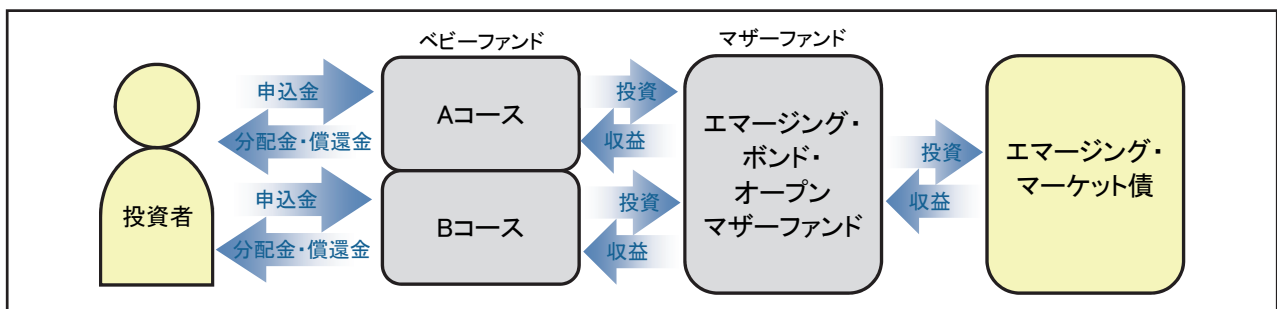 ベビーファンド
マザーファンド
申込金
分配金・償還金
申込金
分配金・償還金
投資者
Aコース
Bコース
投資
収益
投資
収益
エマージング・
ボンド・
オープン
マザーファンド
投資
収益
エマージング・
マーケット債